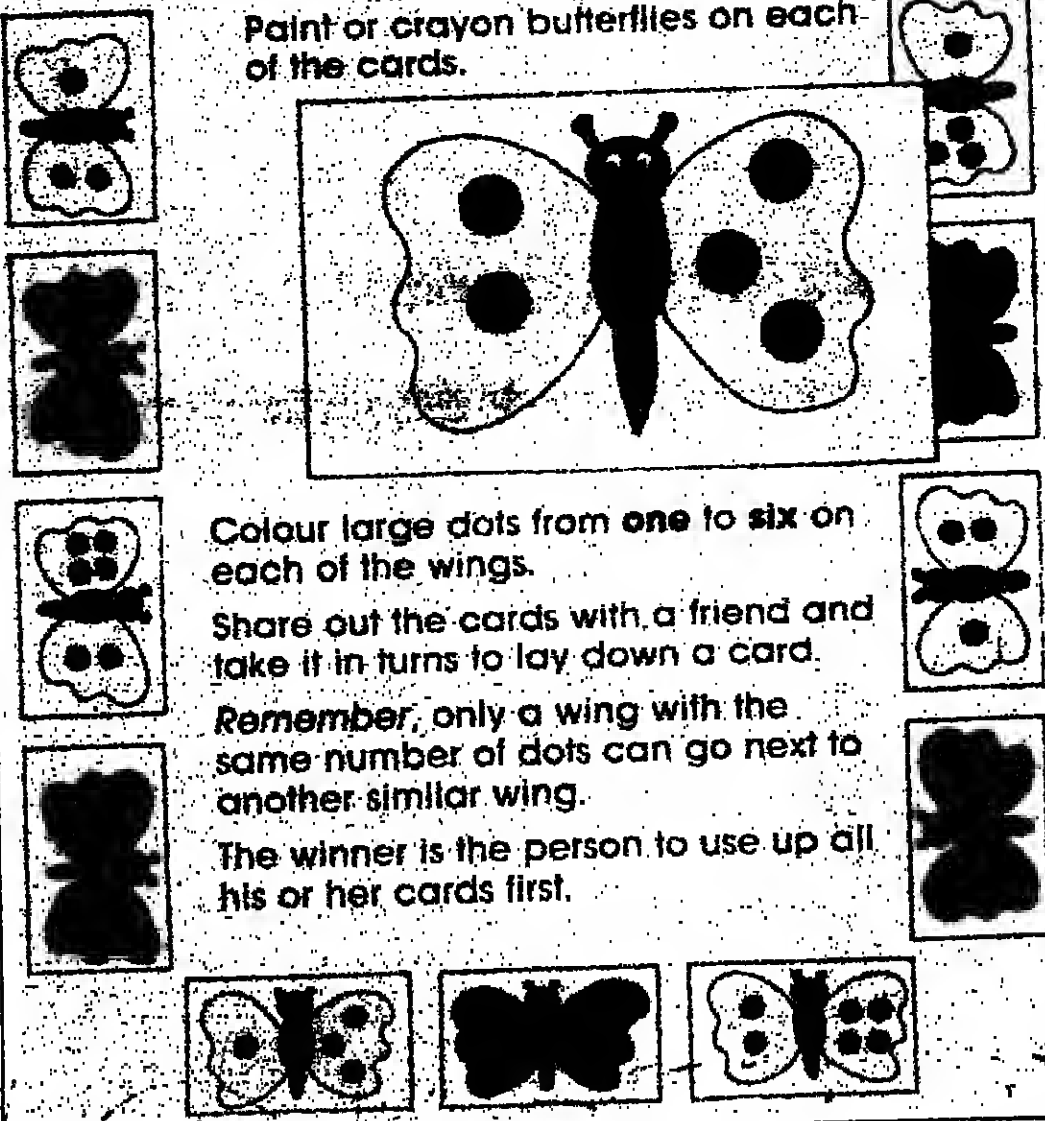 Paint or crayon butterflies on each
of the cards.
Colour large dots from one to six on
each of the wings.
Share out the cards with a friend and
take it in turns to lay down a card.
Remember, only a wing with the
same number of dots can go next to
another similar wing.
The winner is the person to use up all
his or her cards first.